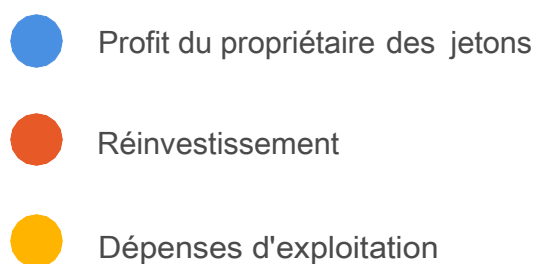 Profit du propriétaire des jetons
Réinvestissement
Dépenses d'exploitation